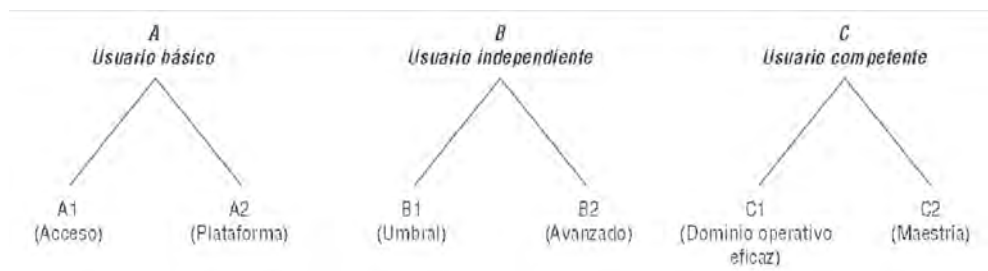 A
Usuario básico
B
Usuario independiente
C
Usuario competente
A1
(Acceso)
A2
(Plataforma)
B1
(Umbral)
B2
(Avanzado)
C1
(Dominio operativo
eficaz)
C2
(Maestría)